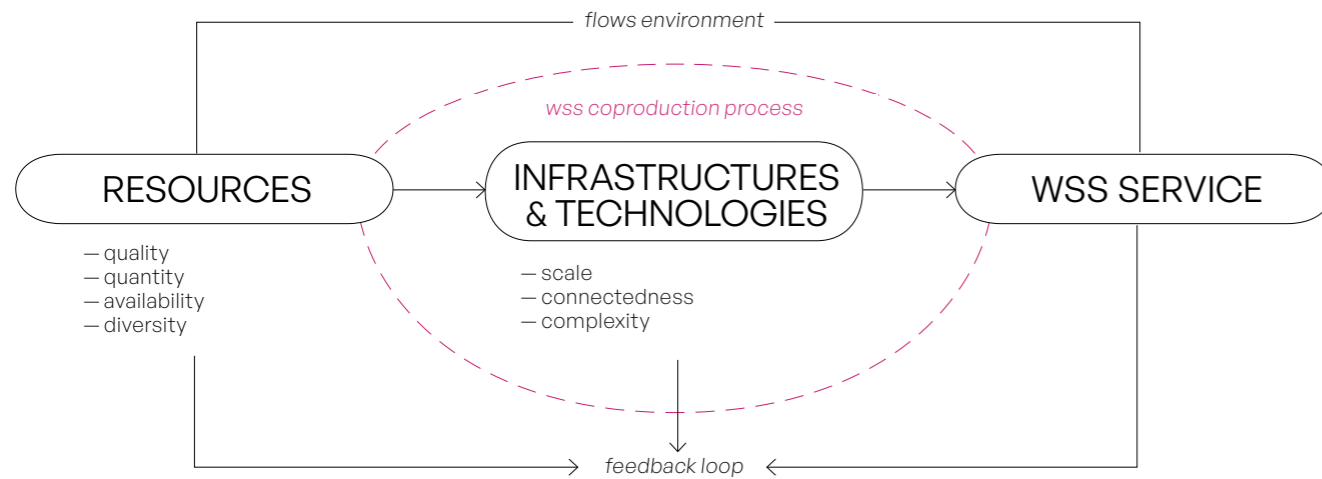 flows environment
wss coproduction process
RESOURCES
INFRASTRUCTURES
& TECHNOLOGIES
WSS SERVICE
— quality
— quantity
— availability
— diversity
— scale
— connectedness
— complexity
feedback loop